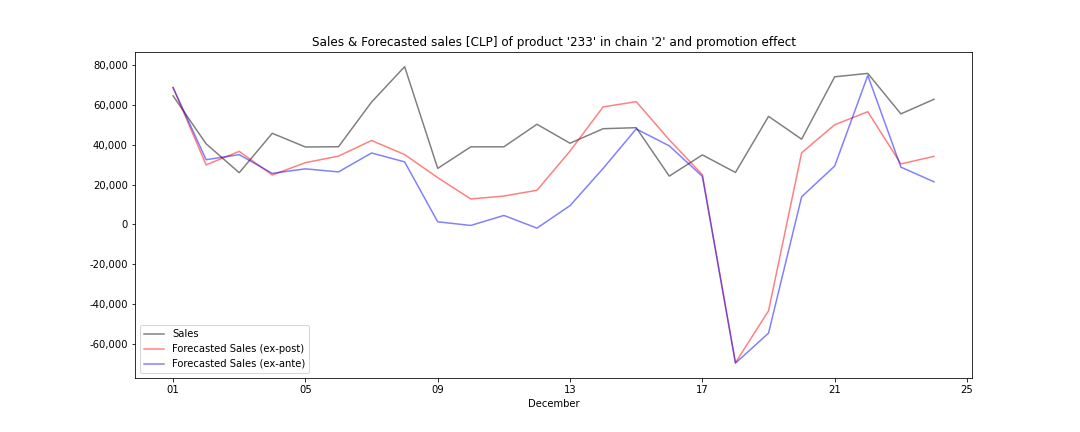 Sales & Forecasted sales [CLP] of product '233' in chain '2' and promotion effect
80,000
60,000
40,000
20,000
0
-20,000
-40,000
-60,000
Sales
Forecasted Sales (ex-post)
Forecasted Sales (ex-ante)
01 05 09 13 17 21 25
December